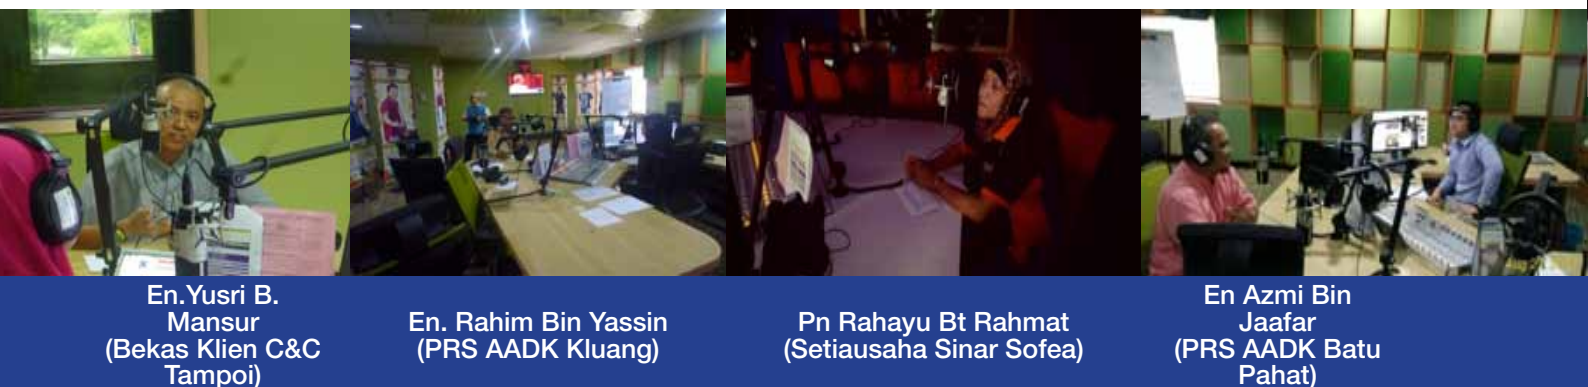 En.Yusri B.
Mansur
(Bekas Klien C&C
Tampoi)
En. Rahim Bin Yassin
(PRS AADK Kluang)
Pn Rahayu Bt Rahmat
(Setiausaha Sinar Sofea)
En Azmi Bin
Jaafar
(PRS AADK Batu
Pahat)